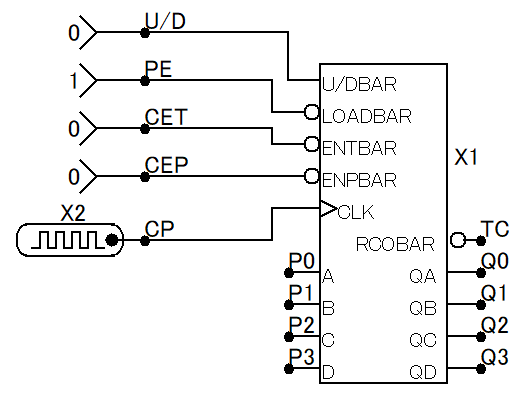 0 U/D
1 PE U/DBAR
LOADBAR
0 CET
ENTBAR X1
0 CEP ENPBAR
X2 CP CLK
RCOBAR TC
P0 A QA Q0
P1 B QB Q1
P2 C QC Q2
P3 D QD Q3